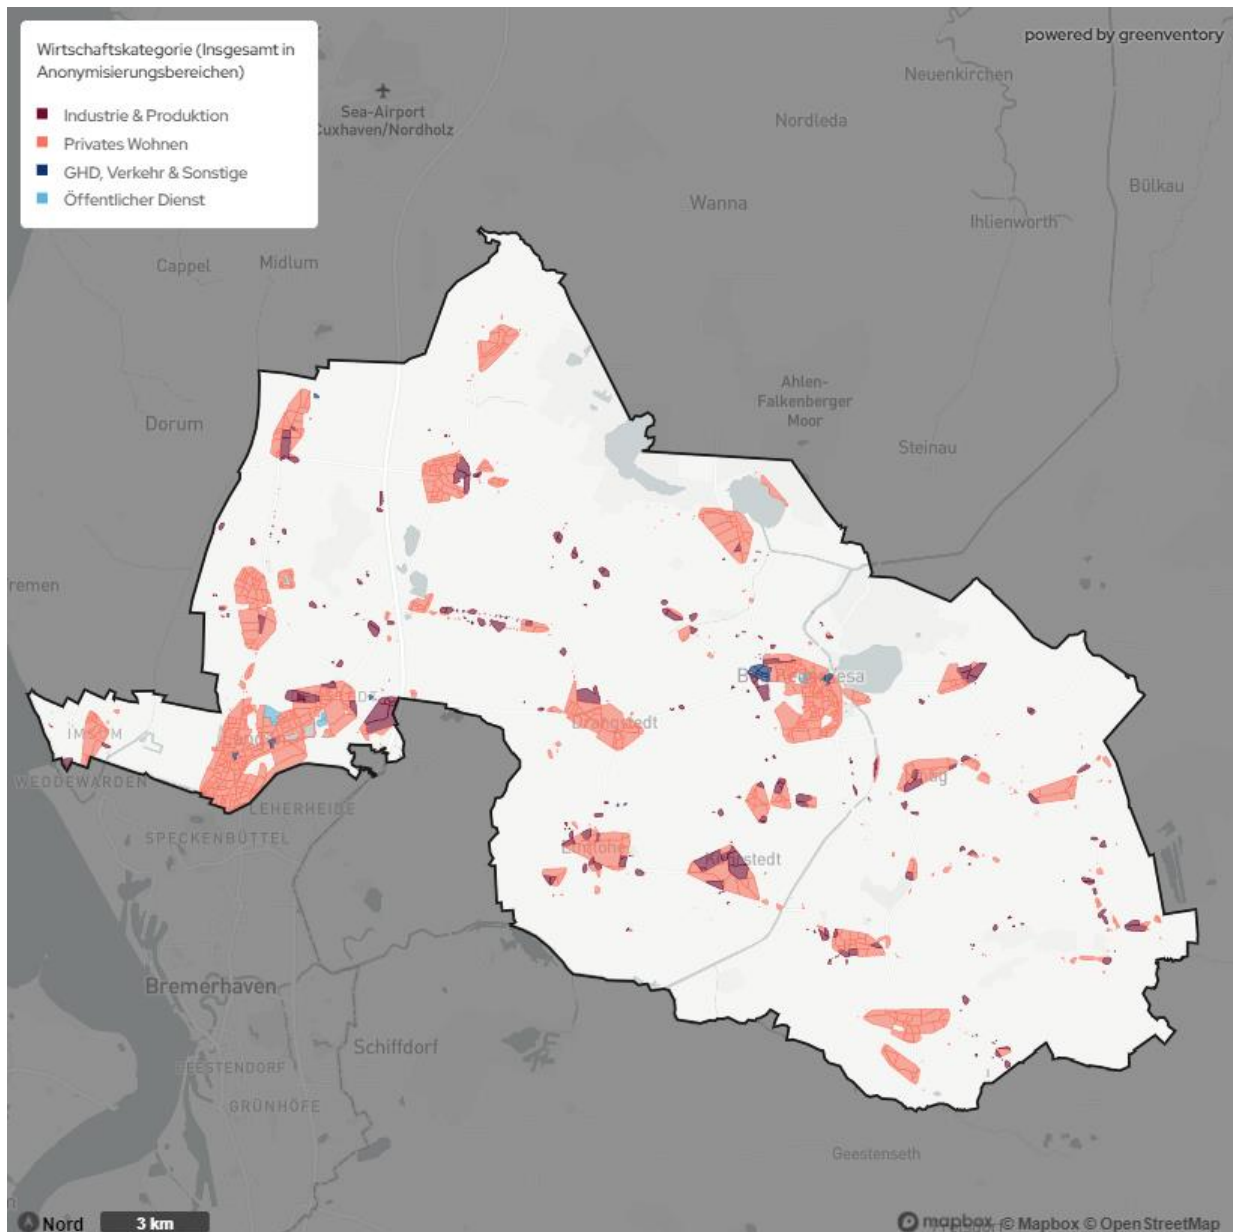 Wirtschaftskategorie (Insgesamt in
Anonymisierungsbereichen)
Industrie & Produktion
Privates Wohnen
GHD, Verkehr & Sonstige
Öffentlicher Dienst
powered by greenventory
Neuenkirchen
Sea-Airport
Cuxhaven/Nordholz
Nordleda
Bülkau
Wanna
Ihlienworth
Cappel
Midlum
Ahlen-
Falkenberger
Moor
Dorum
Steinau
remen
Drangstedt
IMSUM
WEDDEWARDEN
LEHERHEIDE
SPECKENBÜTTEL
Bremerhaven
Schiffdorf
GEESTENDORF
GRÜNHÖFE
Geestenseth
Nord
3 km
mapbox
© Mapbox © OpenStreetMap